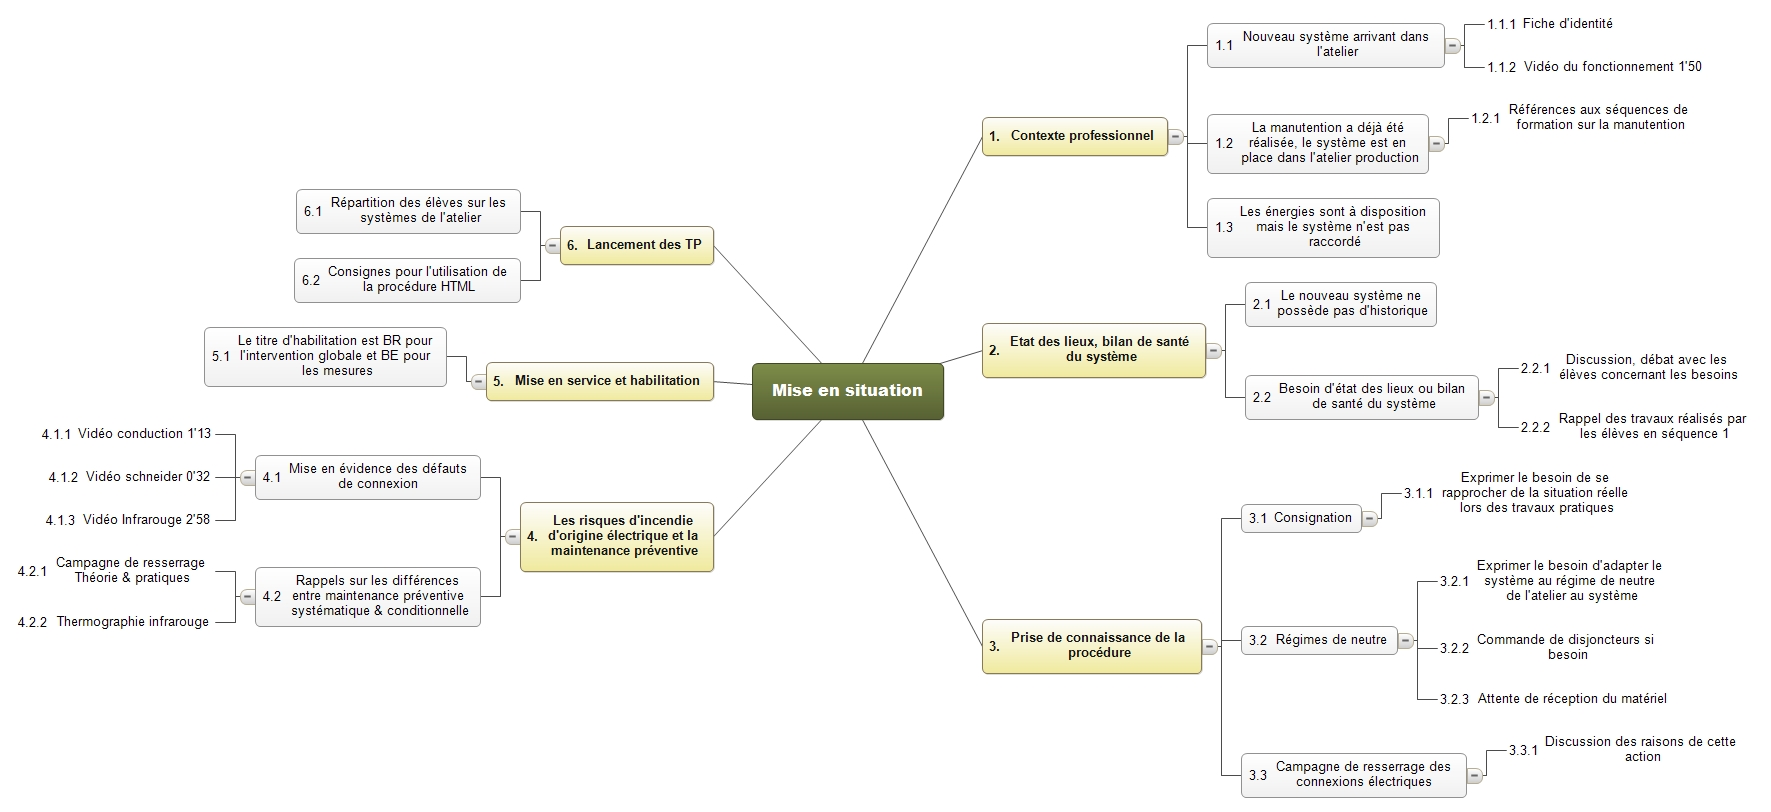 Mise en situation
1. Contexte professionnel
1.1 Nouveau système arrivant dans
l'atelier
1.1.1 Fiche d'identité
1.1.2 Vidéo du fonctionnement 1'50
1.2 La manutention a déjà été
réalisée, le système est en
place dans l'atelier production
1.2.1 Références aux séquences de
formation sur la manutention
1.3 Les énergies sont à disposition
mais le système n'est pas
raccordé
2. Etat des lieux, bilan de santé
du système
2.1 Le nouveau système ne
possède pas d'historique
2.2 Besoin d'état des lieux ou bilan
de santé du système
2.2.1 Discussion, débat avec les
élèves concernant les besoins
2.2.2 Rappel des travaux réalisés par
les élèves en séquence 1
3. Prise de connaissance de la
procédure
3.1 Consignation
3.1.1 Exprimer le besoin de se
rapprocher de la situation réelle
lors des travaux pratiques
3.2 Régimes de neutre
3.2.1 Exprimer le besoin d'adapter le
système au régime de neutre
de l'atelier au système
3.2.2 Commande de disjoncteurs si
besoin
3.2.3 Attente de réception du matériel
3.3 Campagne de resserrage des
connexions électriques
3.3.1 Discussion des raisons de cette
action
4. Les risques d'incendie
d'origine électrique et la
maintenance préventive
4.1 Mise en évidence des défauts
de connexion
4.1.1 Vidéo conduction 1'13
4.1.2 Vidéo schneider 0'32
4.1.3 Vidéo Infrarouge 2'58
4.2 Rappels sur les différences
entre maintenance préventive
systématique & conditionnelle
4.2.1 Campagne de resserrage
Théorie & pratiques
4.2.2 Thermographie infrarouge
5. Mise en service et habilitation
5.1 Le titre d'habilitation est BR pour
l'intervention globale et BE pour
les mesures
6. Lancement des TP
6.1 Répartition des élèves sur les
systèmes de l'atelier
6.2 Consignes pour l'utilisation de
la procédure HTML